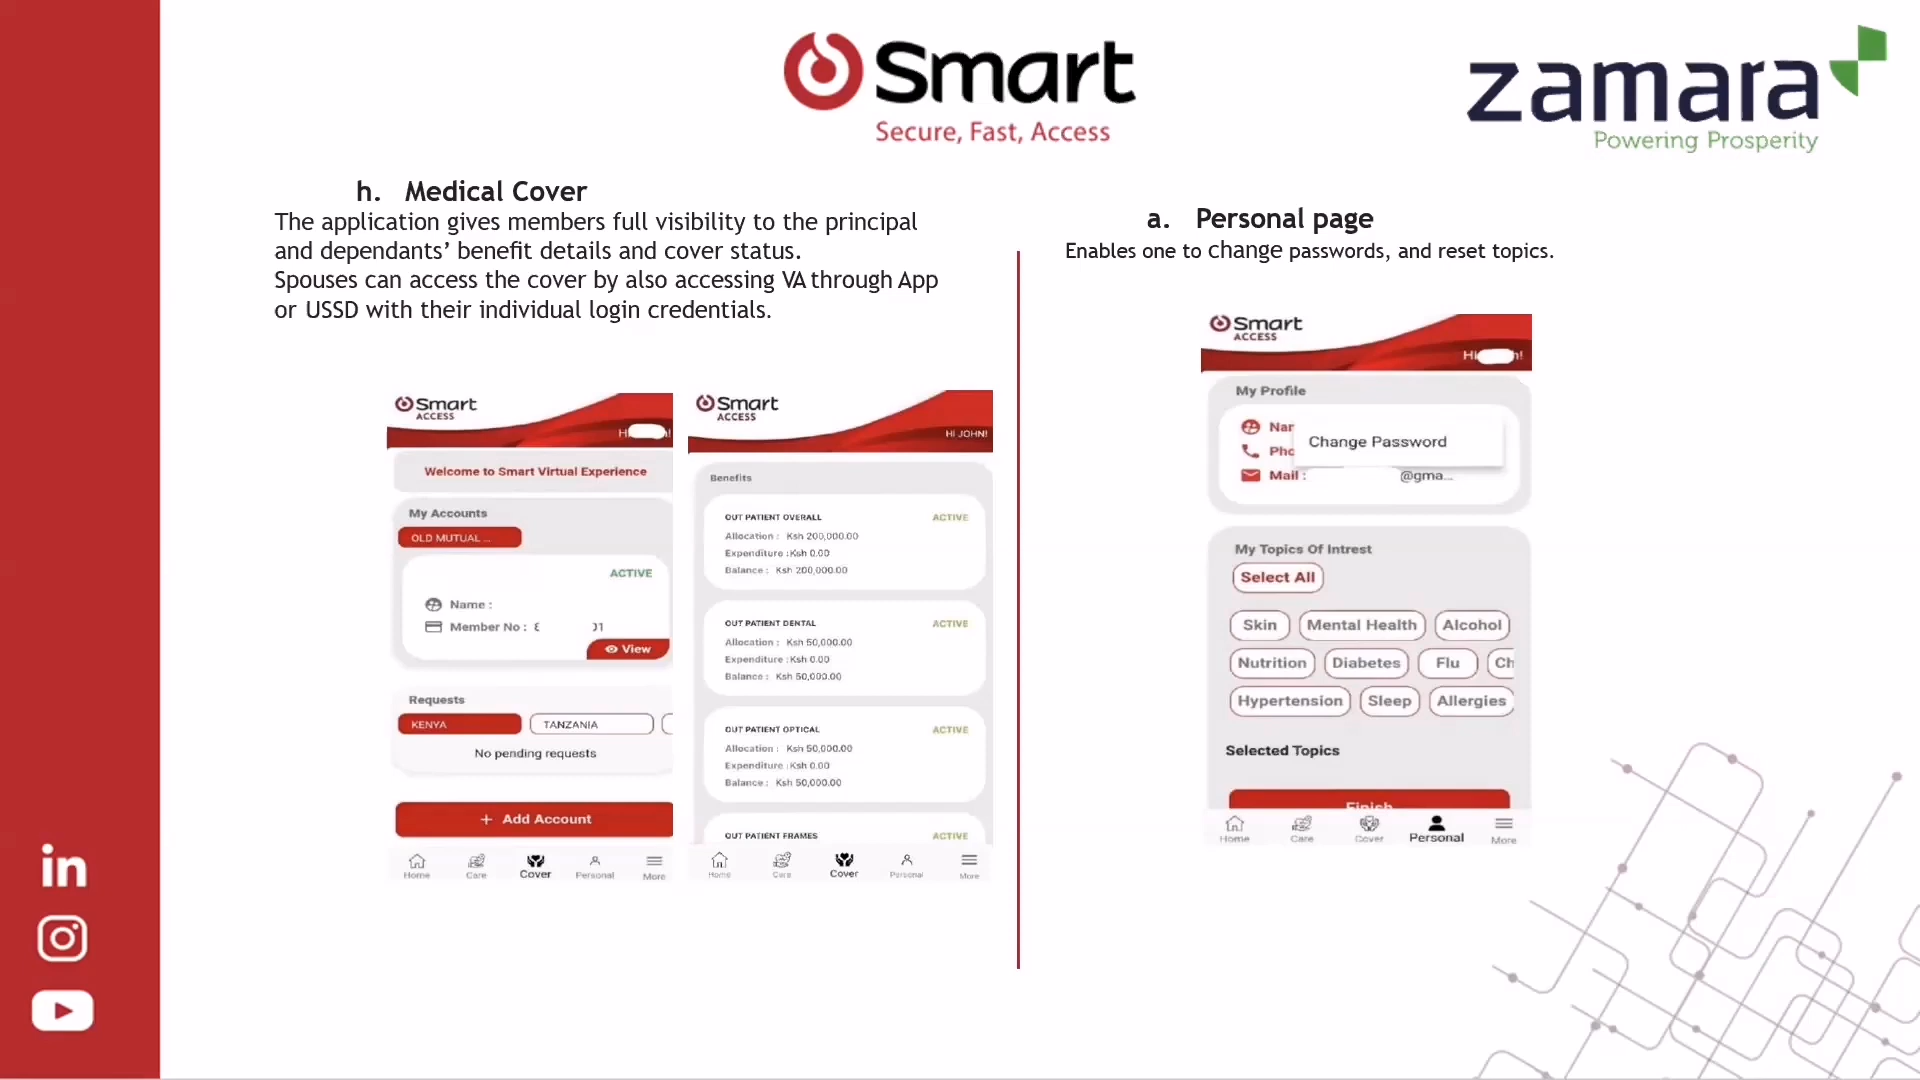 Smart
Secure, Fast, Access
zamara
Powering Prosperity
h. Medical Cover
The application gives members full visibility to the principal
and dependants’ benefit details and cover status.
Spouses can access the cover by also accessing VA through App
or USSD with their individual login credentials.
Smart
ACCESS
Welcome to Smart Virtual Experience
My Accounts
OLD MUTUAL ...
ACTIVE
Name :
Member No :
View
Requests
KENYA
TANZANIA
No pending requests
+ Add Account
Home
Care
Cover
Personal
More
Smart
ACCESS
HI JOHN!
Benefits
OUT PATIENT OVERALL ACTIVE
Allocation : Ksh 200,000.00
Expenditure :Ksh 0.00
Balance : Ksh 200,000.00
OUT PATIENT DENTAL ACTIVE
Allocation : Ksh 50,000.00
Expenditure :Ksh 0.00
Balance : Ksh 50,000.00
OUT PATIENT OPTICAL ACTIVE
Allocation : Ksh 50,000.00
Expenditure :Ksh 0.00
Balance : Ksh 50,000.00
OUT PATIENT FRAMES ACTIVE
Home
Care
Cover
Personal
More
a. Personal page
Enables one to change passwords, and reset topics.
Smart
ACCESS
My Profile
Change Password
Mail : @gma...
My Topics Of Intrest
Select All
Skin Mental Health Alcohol
Nutrition Diabetes Flu Ch
Hypertension Sleep Allergies
Selected Topics
Finish
Home
Care
Cover
Personal
More
in